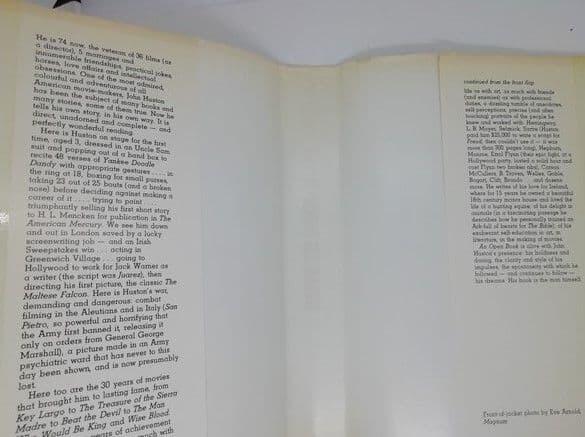 He is 74 now, the veteran of 36 films (as
a director), 5 marriages and
innumerable friendships, practical jokes,
horses, love affairs and intellectual
obsessions. One of the most admired,
colourful and adventurous of all
American movie-makers, John Huston
has been the subject of many books and
many stories, some of them true. Now he
tells his own story, in his own way. It is
direct, unadorned and complete — and
perfectly wonderful reading.
Here is Huston on stage for the first
time, aged 3, dressed in an Uncle Sam
suit and popping out of a band box to
recite 48 verses of Yankee Doodle
Dandy with appropriate gestures . . . in
the ring at 18, boxing for small purses,
taking 23 out of 25 bouts (and a broken
nose) before deciding against making a
career of it . . . trying to paint . . .
triumphantly selling his first short story
to H. L. Mencken for publication in The
American Mercury. We see him down
and out in London saved by a lucky
screenwriting job — and an Irish
Sweepstakes win . . . acting in
Greenwich Village . . . going to
Hollywood to work for Jack Warner as
a writer (the script was Juarez), then
directing his first picture, the classic The
Maltese Falcon. Here is Huston's war,
demanding and dangerous: combat
filming in the Aleutians and in Italy (San
Pietro, so powerful and horrifying that
the Army first banned it, releasing it
only on orders from General George
Marshall), a picture made in an Army
psychiatric ward that has never to this
day been shown, and is now presumably
lost.
Here too are the 30 years of movies
that brought him to lasting fame, from
Key Largo to The Treasure of the Sierra
Madre to Beat the Devil to The Man
Would Be King and Wise Blood.
years of achievement
much with
continued from the front flap
life as with art, as much with friends
(and enemies) as with professional
duties, a dazzling tumble of anecdotes,
self-perceptions, precise (and often
touching) portraits of the people he
knew and worked with: Hemingway,
L. B. Mayer, Selznick, Sartre (Huston
paid him $25,000 to write a script for
Freud, then couldn't use it — it was
more than 300 pages long), Hepburn,
Monroe, Errol Flynn (their epic fight, at a
Hollywood party, lasted a solid hour and
cost Flynn two broken ribs), Carson
McCullers, B. Traven, Welles, Gable,
Bogart, Clift, Brando and dozens
more. He writes of his love for Ireland,
where for 15 years he owned a beautiful
18th century manor house and lived the
life of a hunting squire; of his delight in
animals (in a fascinating passage he
describes how he personally trained an
Ark-full of beasts for The Bible); of his
exuberant self-education in art, in
literature, in the making of movies.
An Open Book is alive with John
Huston's presence: his boldness and
daring, the clarity and style of his
impulses, the spontaneity with which he
followed — and continues to follow —
his dreams. His book is the man himself.
Front-of-jacket photo by Eve Arnold,
Magnum